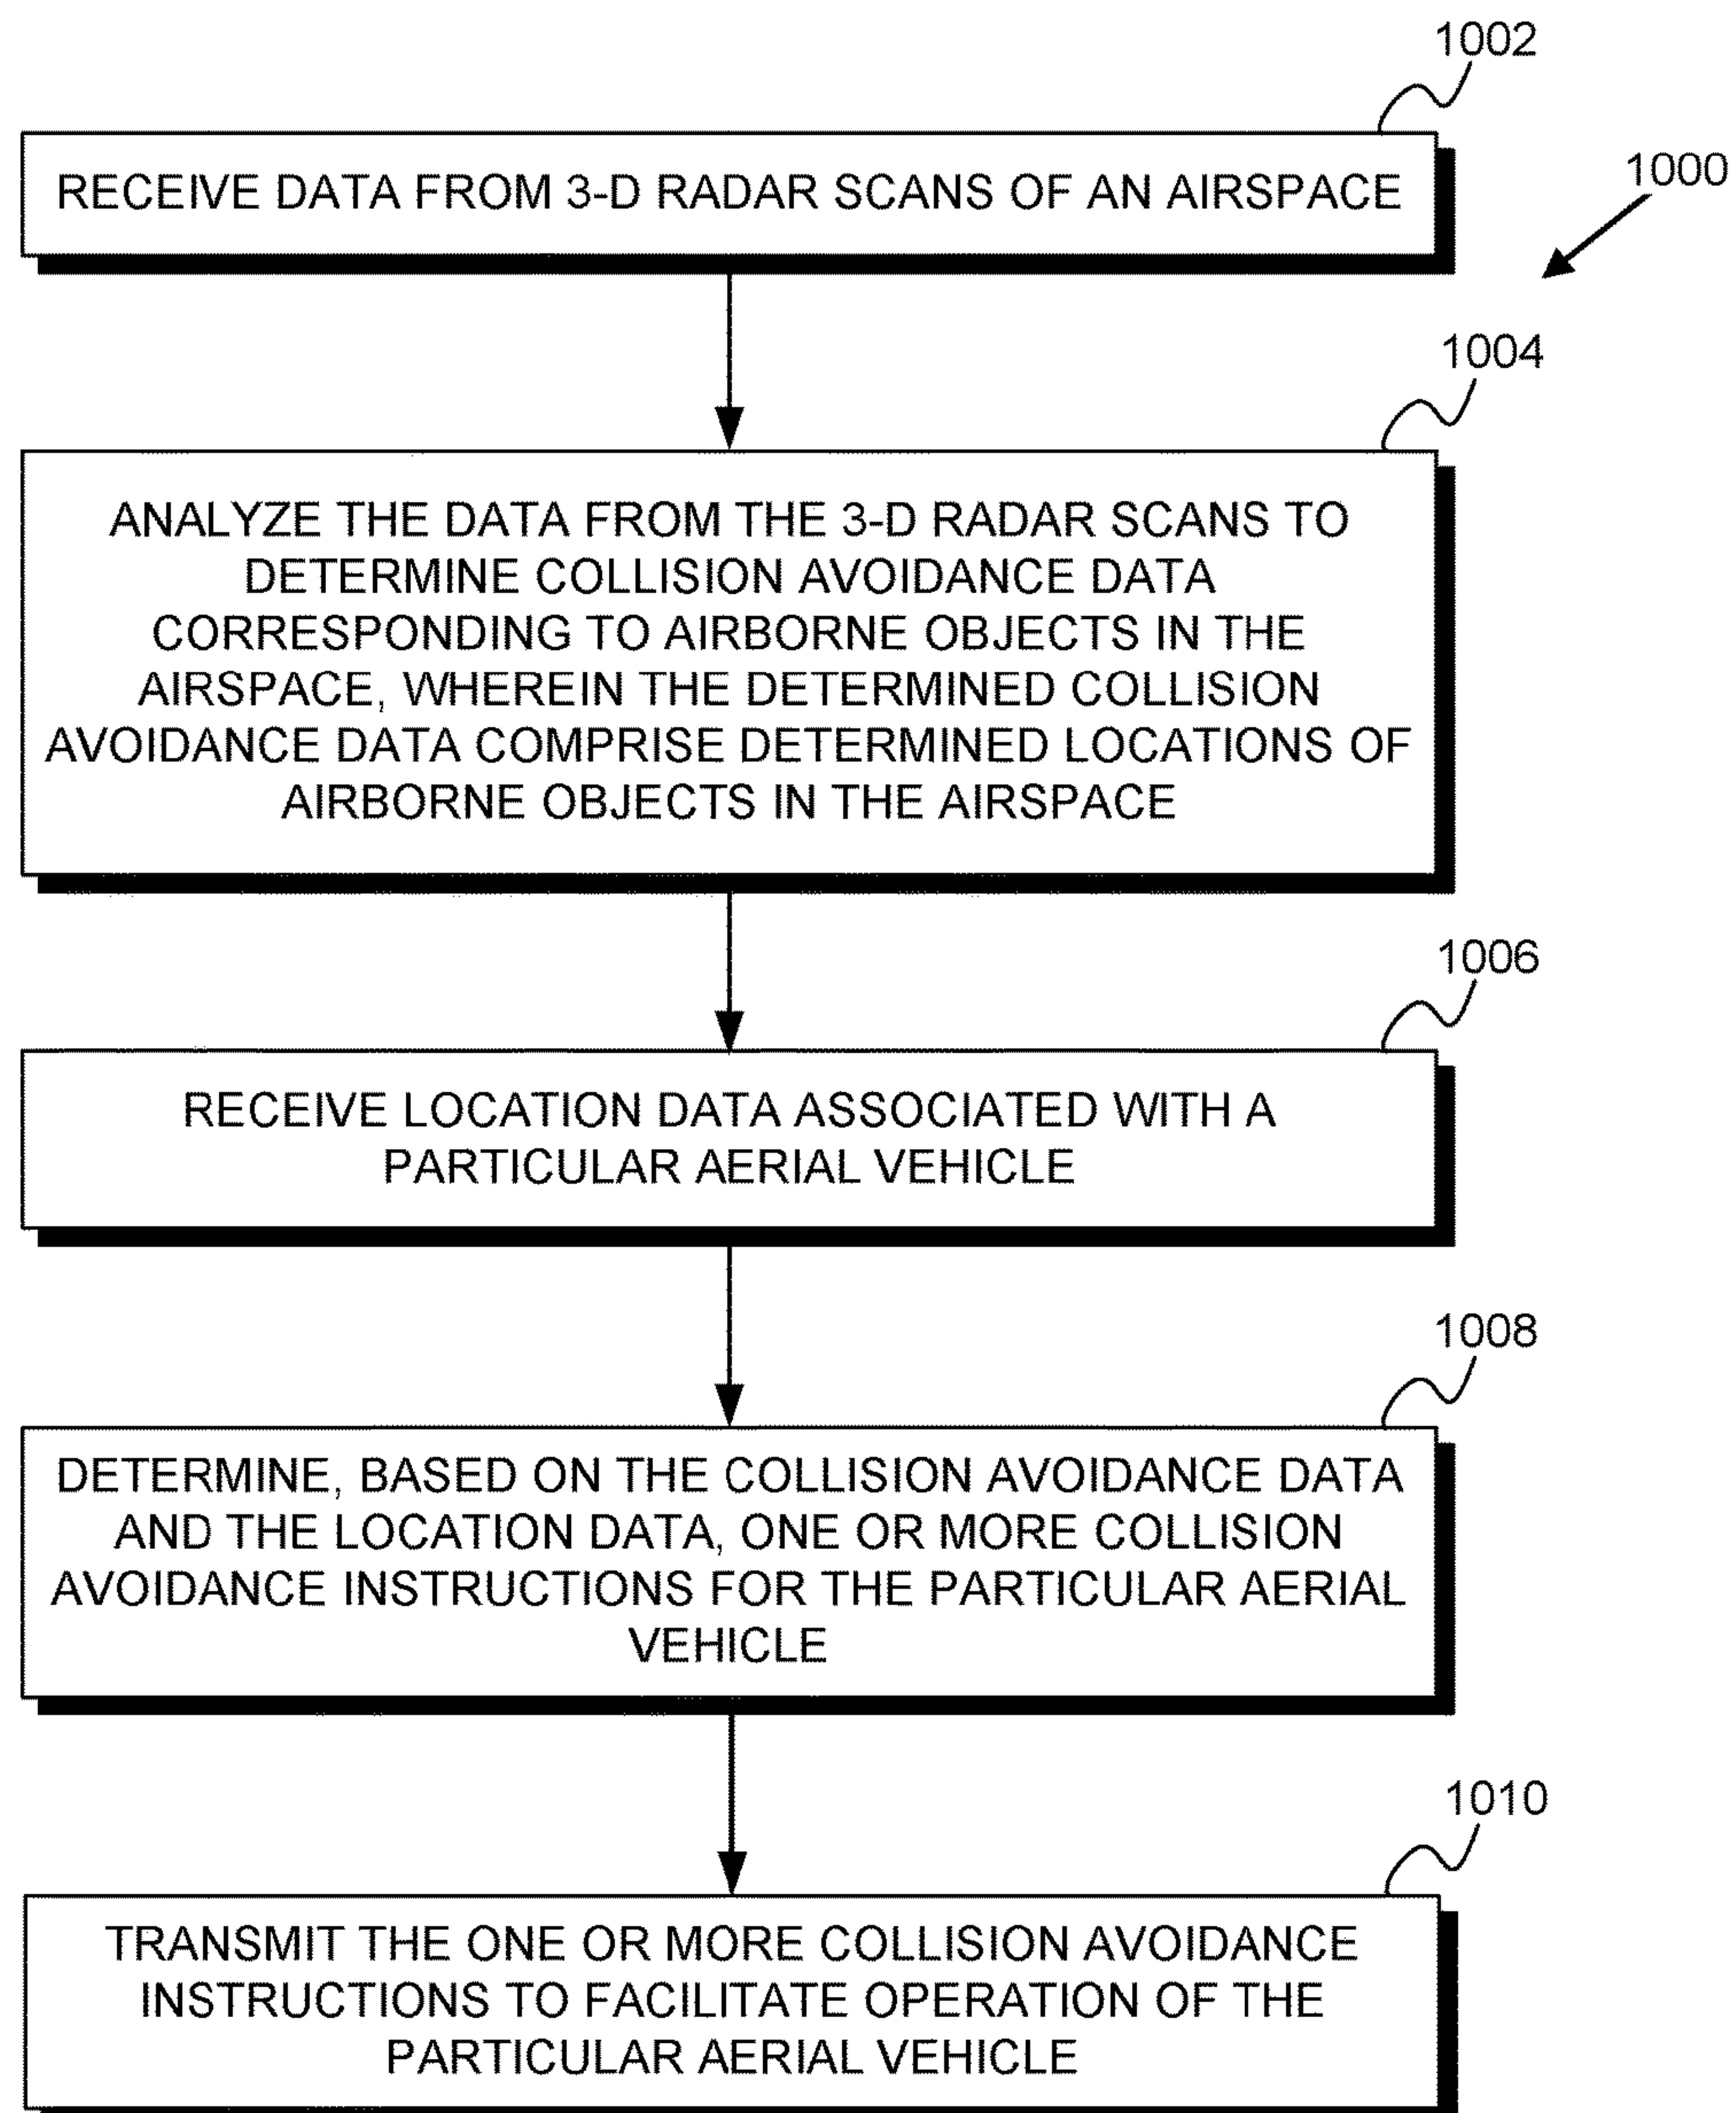 1002
RECEIVE DATA FROM 3-D RADAR SCANS OF AN AIRSPACE
1000
1004
ANALYZE THE DATA FROM THE 3-D RADAR SCANS TO
DETERMINE COLLISION AVOIDANCE DATA
CORRESPONDING TO AIRBORNE OBJECTS IN THE
AIRSPACE, WHEREIN THE DETERMINED COLLISION
AVOIDANCE DATA COMPRISE DETERMINED LOCATIONS OF
AIRBORNE OBJECTS IN THE AIRSPACE
1006
RECEIVE LOCATION DATA ASSOCIATED WITH A
PARTICULAR AERIAL VEHICLE
1008
DETERMINE, BASED ON THE COLLISION AVOIDANCE DATA
AND THE LOCATION DATA, ONE OR MORE COLLISION
AVOIDANCE INSTRUCTIONS FOR THE PARTICULAR AERIAL
VEHICLE
1010
TRANSMIT THE ONE OR MORE COLLISION AVOIDANCE
INSTRUCTIONS TO FACILITATE OPERATION OF THE
PARTICULAR AERIAL VEHICLE